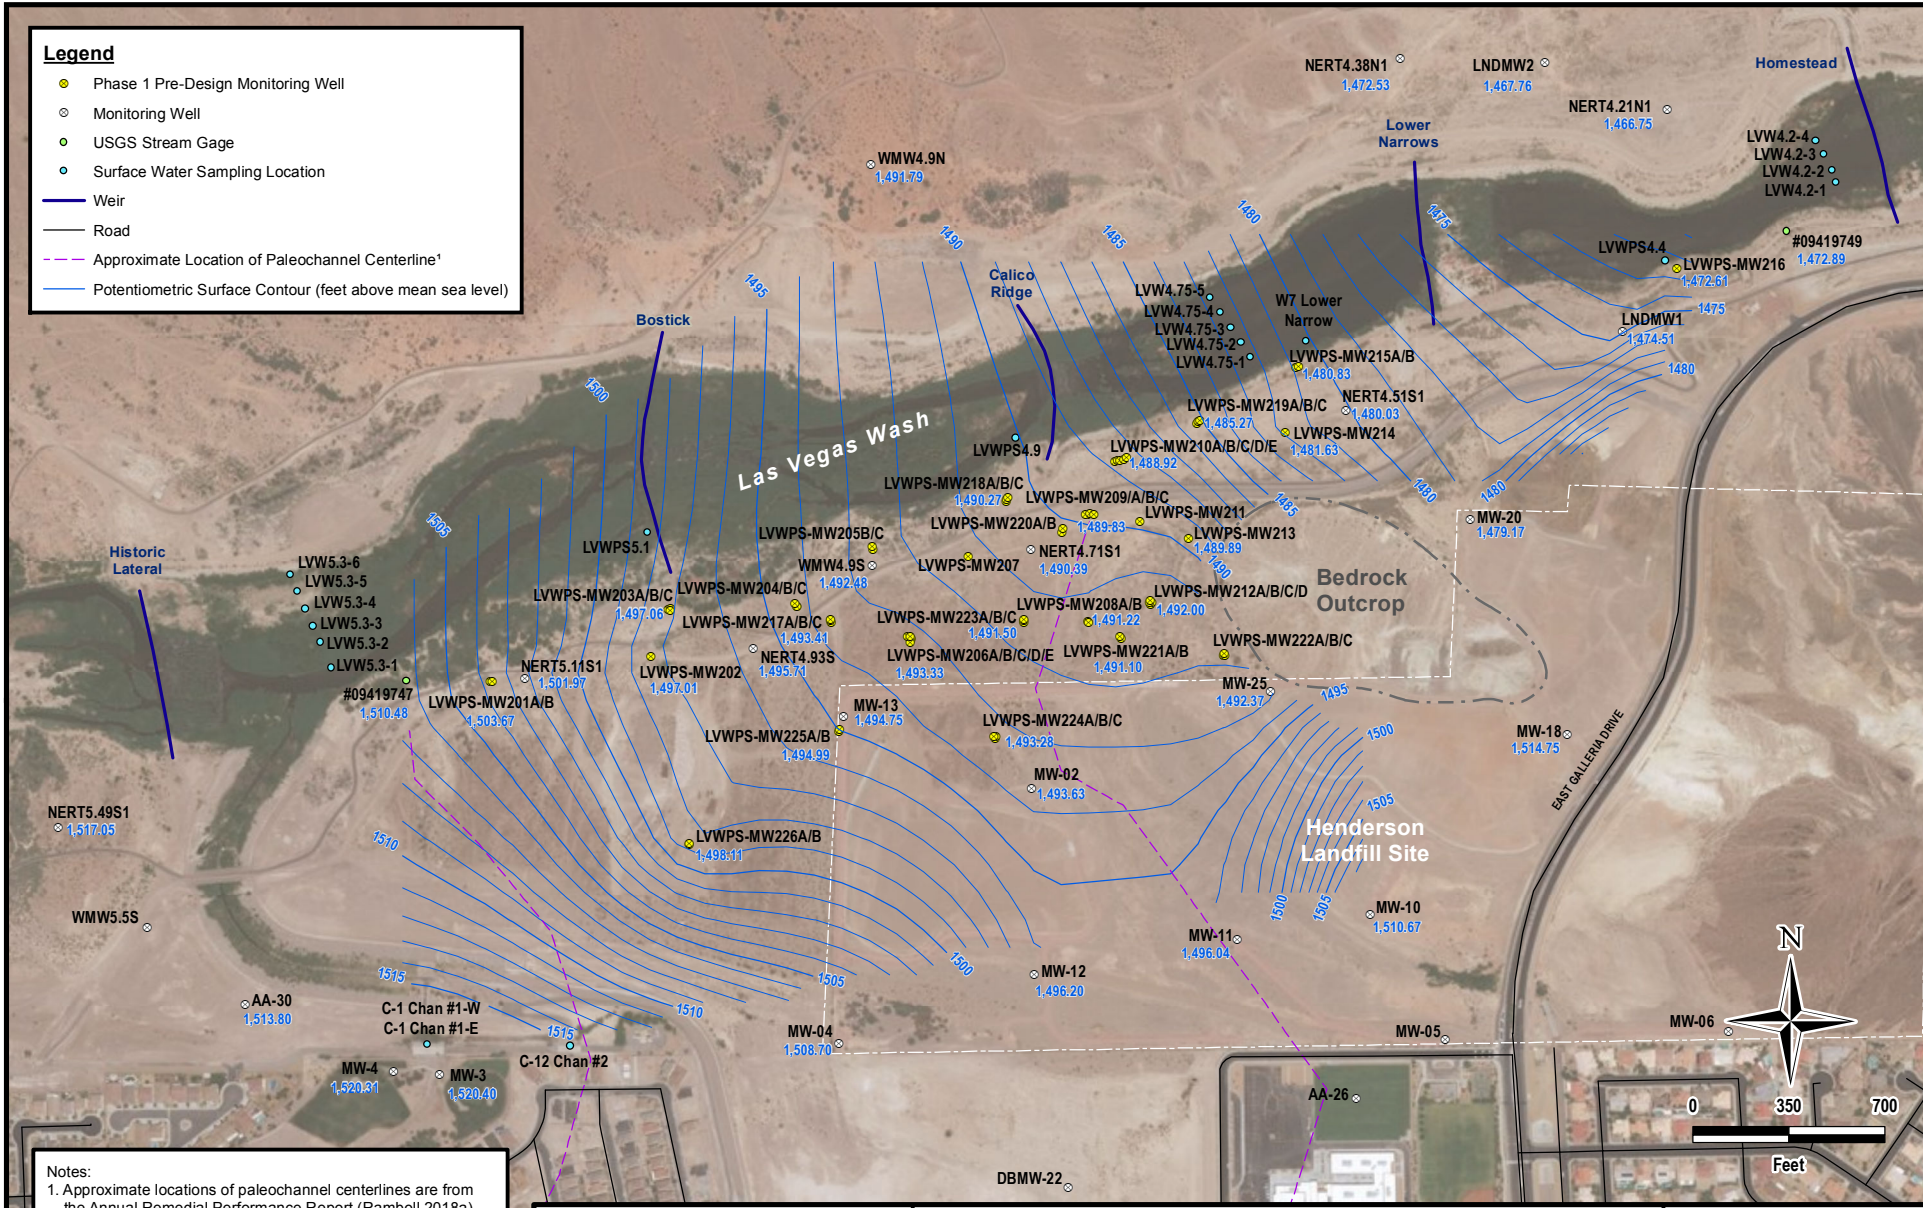 Legend
Phase 1 Pre-Design Monitoring Well
Monitoring Well
USGS Stream Gage
Surface Water Sampling Location
Weir
Road
Approximate Location of Paleochannel Centerline¹
Potentiometric Surface Contour (feet above mean sea level)
NERT4.38N1
1,472.53
LNDMW2
1,467.76
NERT4.21N1
1,466.75
Homestead
Lower
Narrows
LVW4.2-4
LVW4.2-3
LVW4.2-2
LVW4.2-1
WMW4.9N
1,491.79
#09419749
1,472.89
LVWPS4.4
LVWPS-MW216
1,472.61
1475
1475
1480
1485
1490
1495
1500
1505
Calico
Ridge
Bostick
LVW4.75-5
LVW4.75-4
LVW4.75-3
LVW4.75-2
LVW4.75-1
W7 Lower
Narrow
LNDMW1
1,474.51
LVWPS-MW215A/B
1,480.83
1480
NERT4.51S1
1,480.03
LVWPS-MW219A/B/C
1,485.27
LVWPS-MW214
1,481.63
Las Vegas Wash
LVWPS4.9
LVWPS-MW210A/B/C/D/E
1,488.92
LVWPS-MW218A/B/C
1,490.27
LVWPS-MW209/A/B/C
1,489.83
1485
1480
1480
LVWPS-MW211
LVWPS-MW220A/B
LVWPS-MW213
1,489.89
MW-20
1,479.17
Historic
Lateral
LVWPS5.1
LVWPS-MW205B/C
WMW4.9S
1,492.48
LVWPS-MW207
NERT4.71S1
1,490.39
1490
Bedrock
Outcrop
LVW5.3-6
LVW5.3-5
LVW5.3-4
LVW5.3-3
LVW5.3-2
LVW5.3-1
LVWPS-MW203A/B/C
1,497.06
LVWPS-MW204/B/C
LVWPS-MW217A/B/C
1,493.41
LVWPS-MW223A/B/C
1,491.50
LVWPS-MW208A/B
1,491.22
LVWPS-MW212A/B/C/D
1,492.00
LVWPS-MW206A/B/C/D/E
1,493.33
LVWPS-MW221A/B
1,491.10
LVWPS-MW222A/B/C
#09419747
1,510.48
NERT5.11S1
1,501.97
LVWPS-MW201A/B
1,503.67
LVWPS-MW202
1,497.01
NERT4.93S
1,495.71
MW-25
1,492.37
1495
MW-13
1,494.75
LVWPS-MW225A/B
1,494.99
LVWPS-MW224A/B/C
1,493.28
1500
MW-18
1,514.75
EAST GALLERIA DRIVE
MW-02
1,493.63
1505
NERT5.49S1
1,517.05
1510
LVWPS-MW226A/B
1,498.11
Henderson
Landfill Site
1500
1505
WMW5.5S
MW-10
1,510.67
MW-11
1,496.04
N
1515
1505
1500
MW-12
1,496.20
AA-30
1,513.80
C-1 Chan #1-W
C-1 Chan #1-E
1515
1510
C-12 Chan #2
MW-04
1,508.70
MW-05
MW-06
MW-4
1,520.31
MW-3
1,520.40
AA-26
0 350 700
Feet
DBMW-22
Notes:
1. Approximate locations of paleochannel centerlines are from
the Annual Remedial Performance Report (Ramboll 2018a)